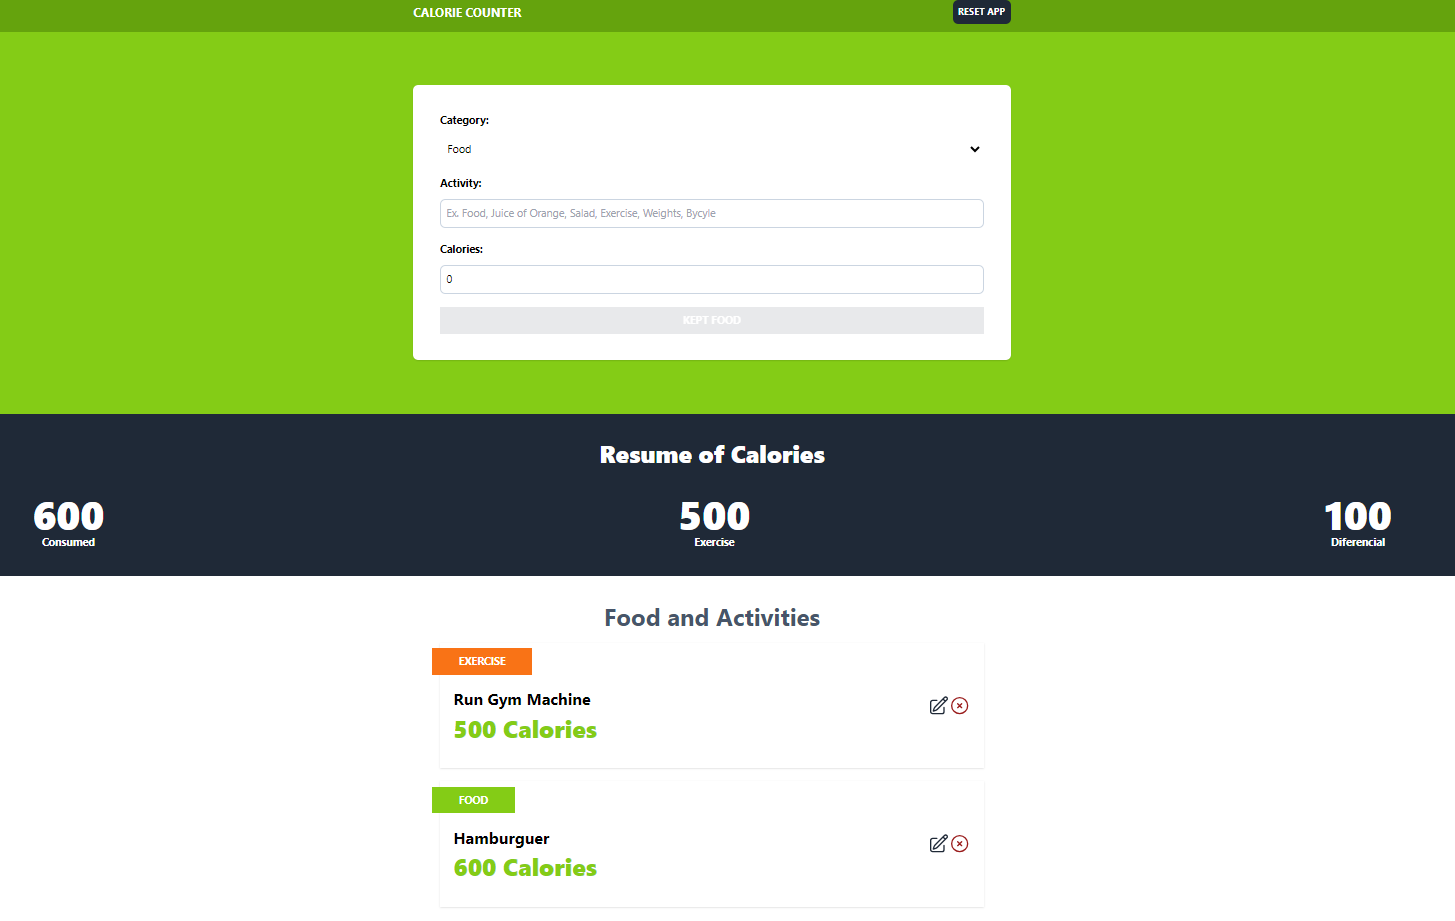 CALORIE COUNTER
RESET APP
Category:
Food
Activity:
Ex. Food, Juice of Orange, Salad, Exercise, Weights, Bycyle
Calories:
0
KEPT FOOD
Resume of Calories
600
Consumed
500
Exercise
100
Diferencial
Food and Activities
EXERCISE
Run Gym Machine
500 Calories
FOOD
Hamburguer
600 Calories